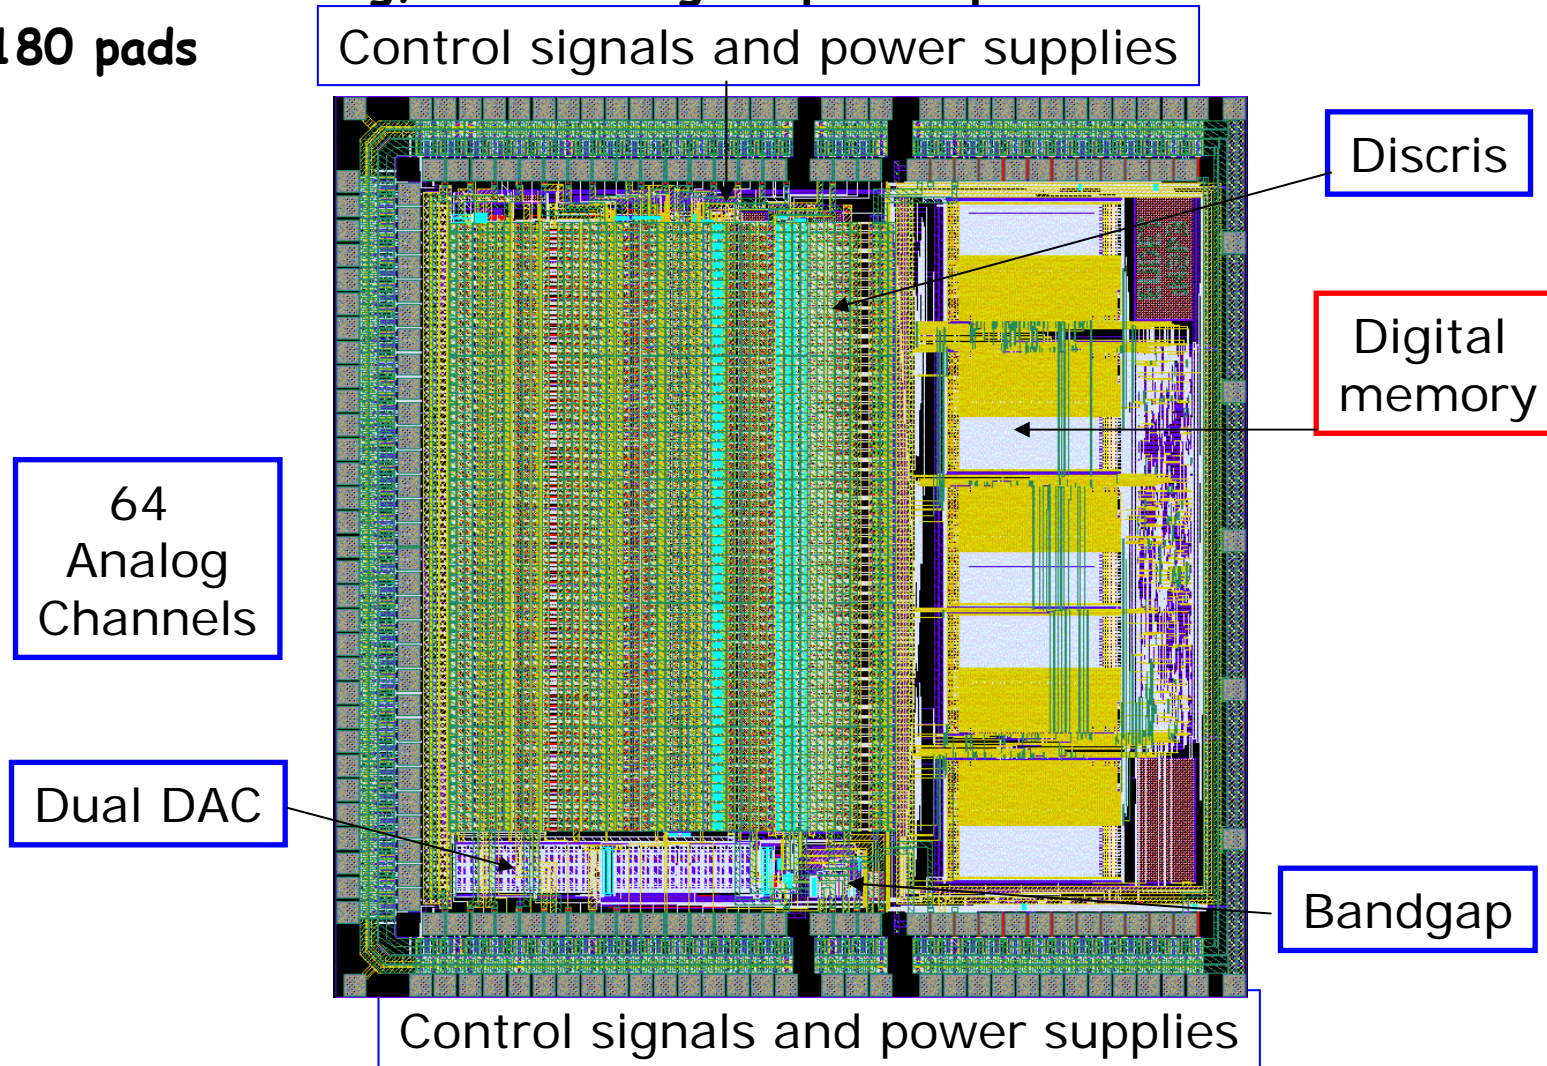 180 pads
Control signals and power supplies
Discris
Digital
memory
64
Analog
Channels
Dual DAC
Bandgap
Control signals and power supplies